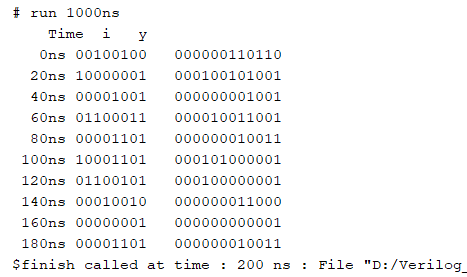 # run 1000ns
Time i y
0ns 00100100 000000110110
20ns 10000001 000100101001
40ns 00001001 000000001001
60ns 01100011 000010011001
80ns 00001101 000000010011
100ns 10001101 000101000001
120ns 01100101 000100000001
140ns 00010010 000000011000
160ns 00000001 000000000001
180ns 00001101 000000010011
$finish called at time : 200 ns : File "D:/Verilog_